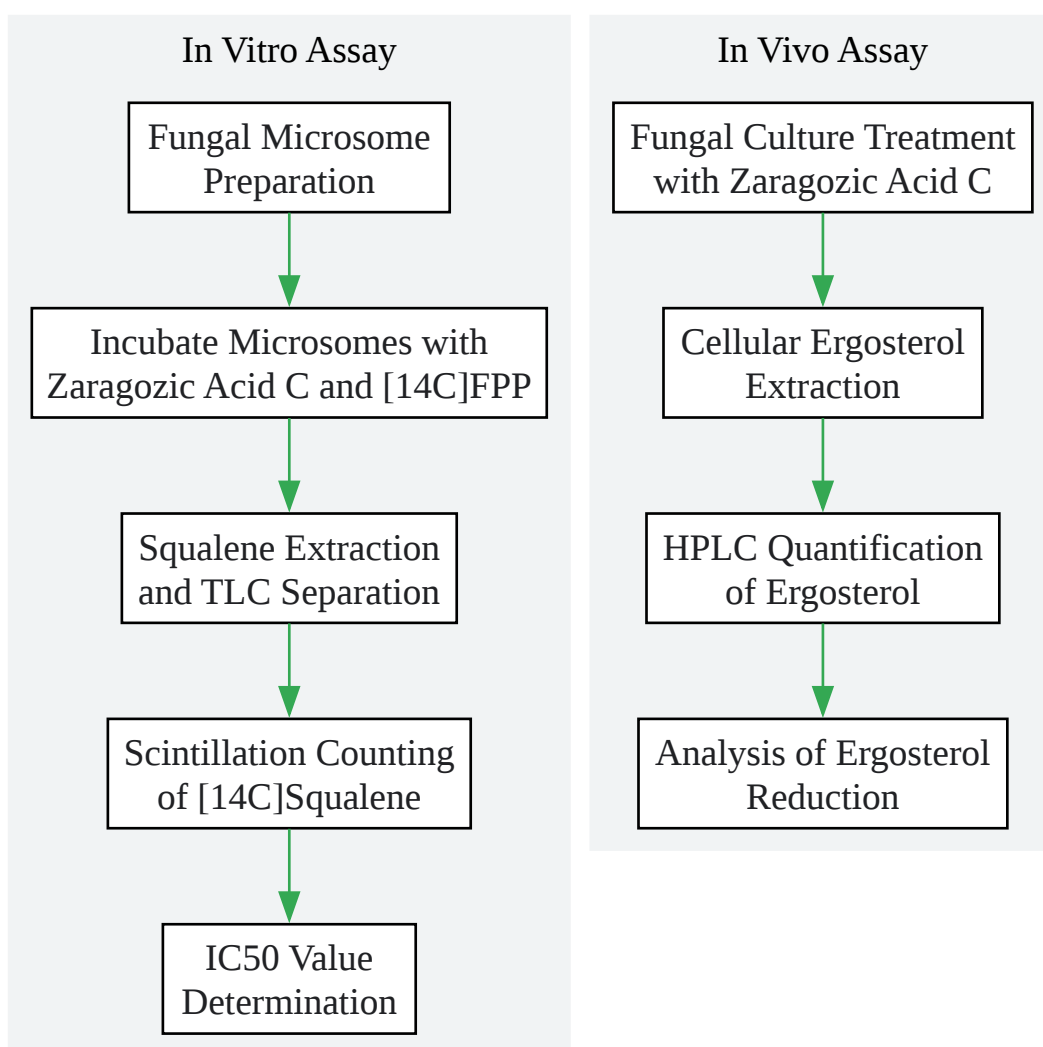 In Vitro Assay
Fungal Microsome
Preparation
Incubate Microsomes with
Zaragozic Acid C and [14C]FPP
Squalene Extraction
and TLC Separation
Scintillation Counting
of [14C]Squalene
IC50 Value
Determination
In Vivo Assay
Fungal Culture Treatment
with Zaragozic Acid C
Cellular Ergosterol
Extraction
HPLC Quantification
of Ergosterol
Analysis of Ergosterol
Reduction